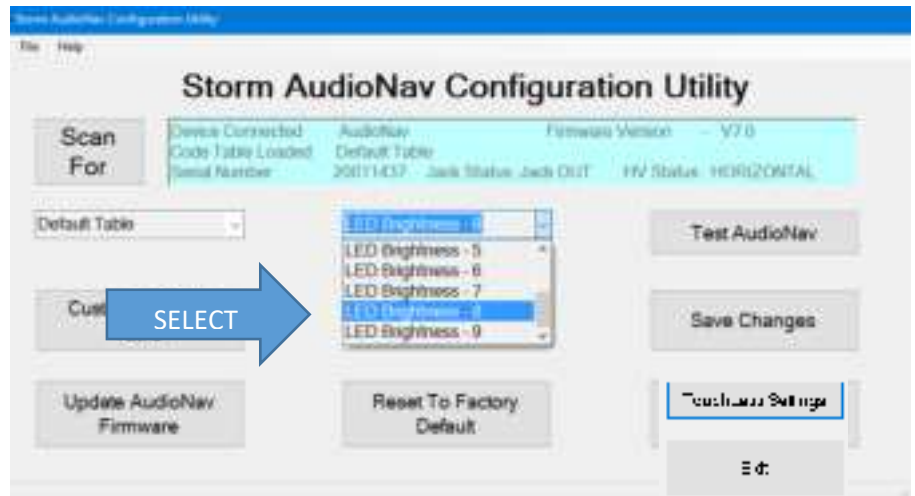 Storm AudioNav Configuration Utility
File Help
Storm AudioNav Configuration Utility
Scan
For
Device Connected AudioNav Firmware Version - V7.0
Code Table Loaded Default Table
Serial Number Jack Status Jack OUT HV Status HORIZONTAL
Default Table
Test AudioNav
LED Brightness - 5
LED Brightness - 6
LED Brightness - 7
LED Brightness - 8
LED Brightness - 9
SELECT
Save Changes
Update AudioNav
Firmware
Reset To Factory
Default
Settings